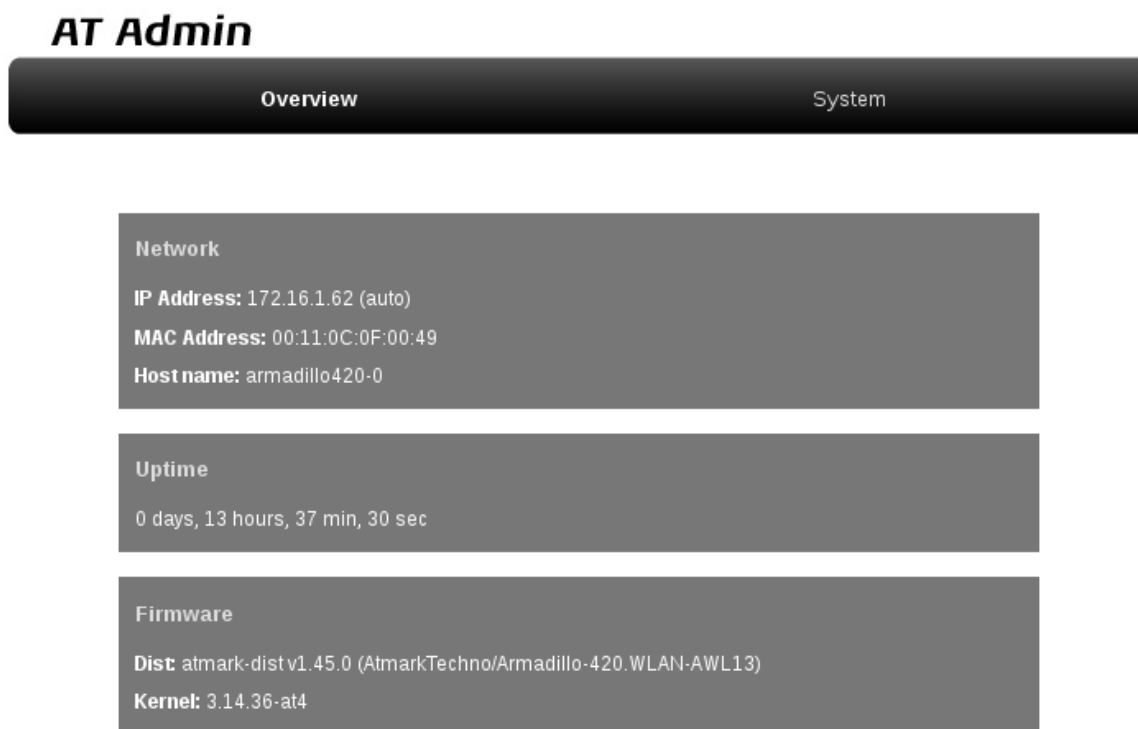 AT Admin
Overview System
Network
IP Address: 172.16.1.62 (auto)
MAC Address: 00:11:0C:0F:00:49
Host name: armadillo420-0
Uptime
0 days, 13 hours, 37 min, 30 sec
Firmware
Dist: atmark-dist v1.45.0 (AtmarkTechno/Armadillo-420.WLAN-AWL13)
Kernel: 3.14.36-at4